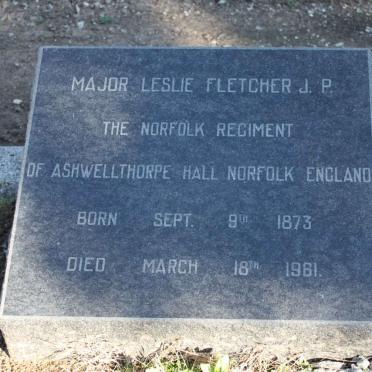 MAJOR LESLIE FLETCHER J. P.
THE NORFOLK REGIMENT
OF ASHWELLTHORPE HALL NORFOLK ENGLAND
BORN SEPT. 9TH 1873
DIED MARCH 18TH 1961.